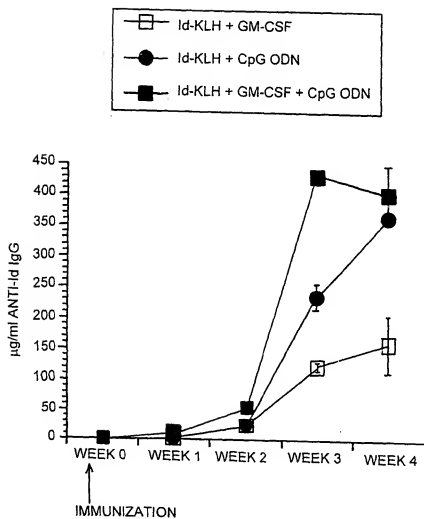 Id-KLH + GM-CSF
Id-KLH + CpG ODN
Id-KLH + GM-CSF + CpG ODN
450
400
350
300
250
200
150
100
50
0
µg/ml ANTI-Id IgG
WEEK 0 WEEK 1 WEEK 2 WEEK 3 WEEK 4
IMMUNIZATION